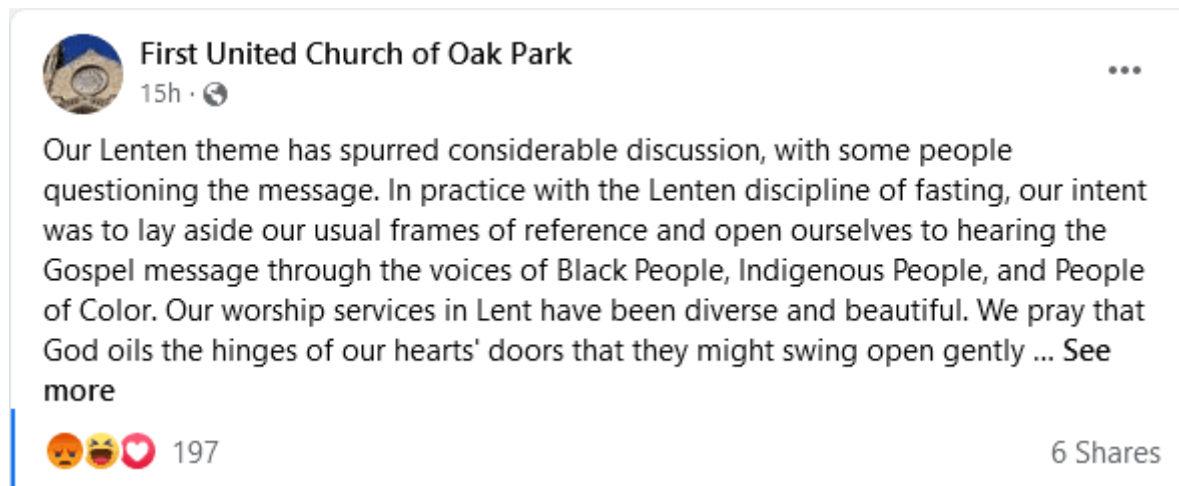 First United Church of Oak Park
15h ·
Our Lenten theme has spurred considerable discussion, with some people
questioning the message. In practice with the Lenten discipline of fasting, our intent
was to lay aside our usual frames of reference and open ourselves to hearing the
Gospel message through the voices of Black People, Indigenous People, and People
of Color. Our worship services in Lent have been diverse and beautiful. We pray that
God oils the hinges of our hearts' doors that they might swing open gently ... See
more
197
6 Shares